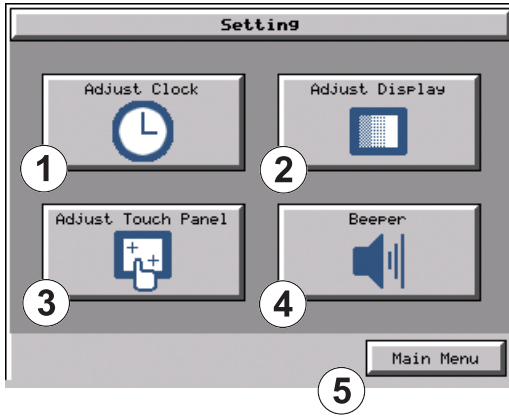 Setting
Adjust Clock
1
Adjust Display
2
Adjust Touch Panel
3
Beeper
4
Main Menu
5